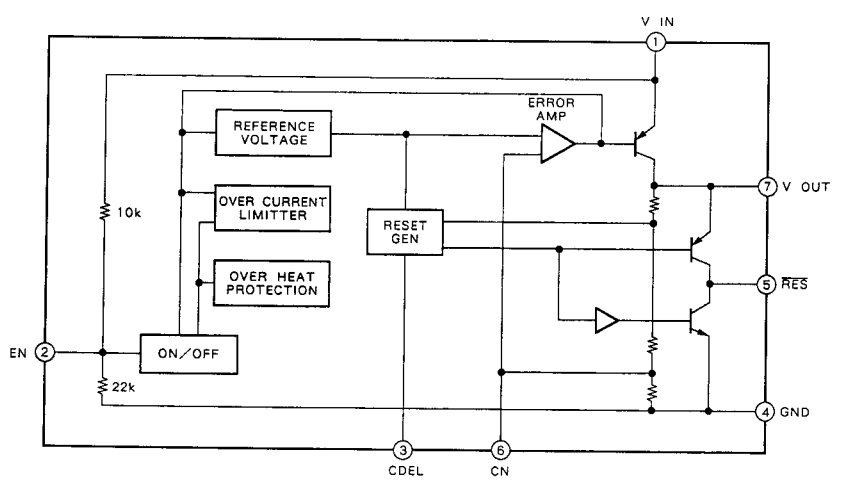 V IN
1
ERROR
AMP
REFERENCE
VOLTAGE
7 V OUT
OVER CURRENT
LIMITTER
10k
RESET
GEN
OVER HEAT
PROTECTION
5 RES
EN 2
ON/OFF
22k
4 GND
3
6
CDEL
CN